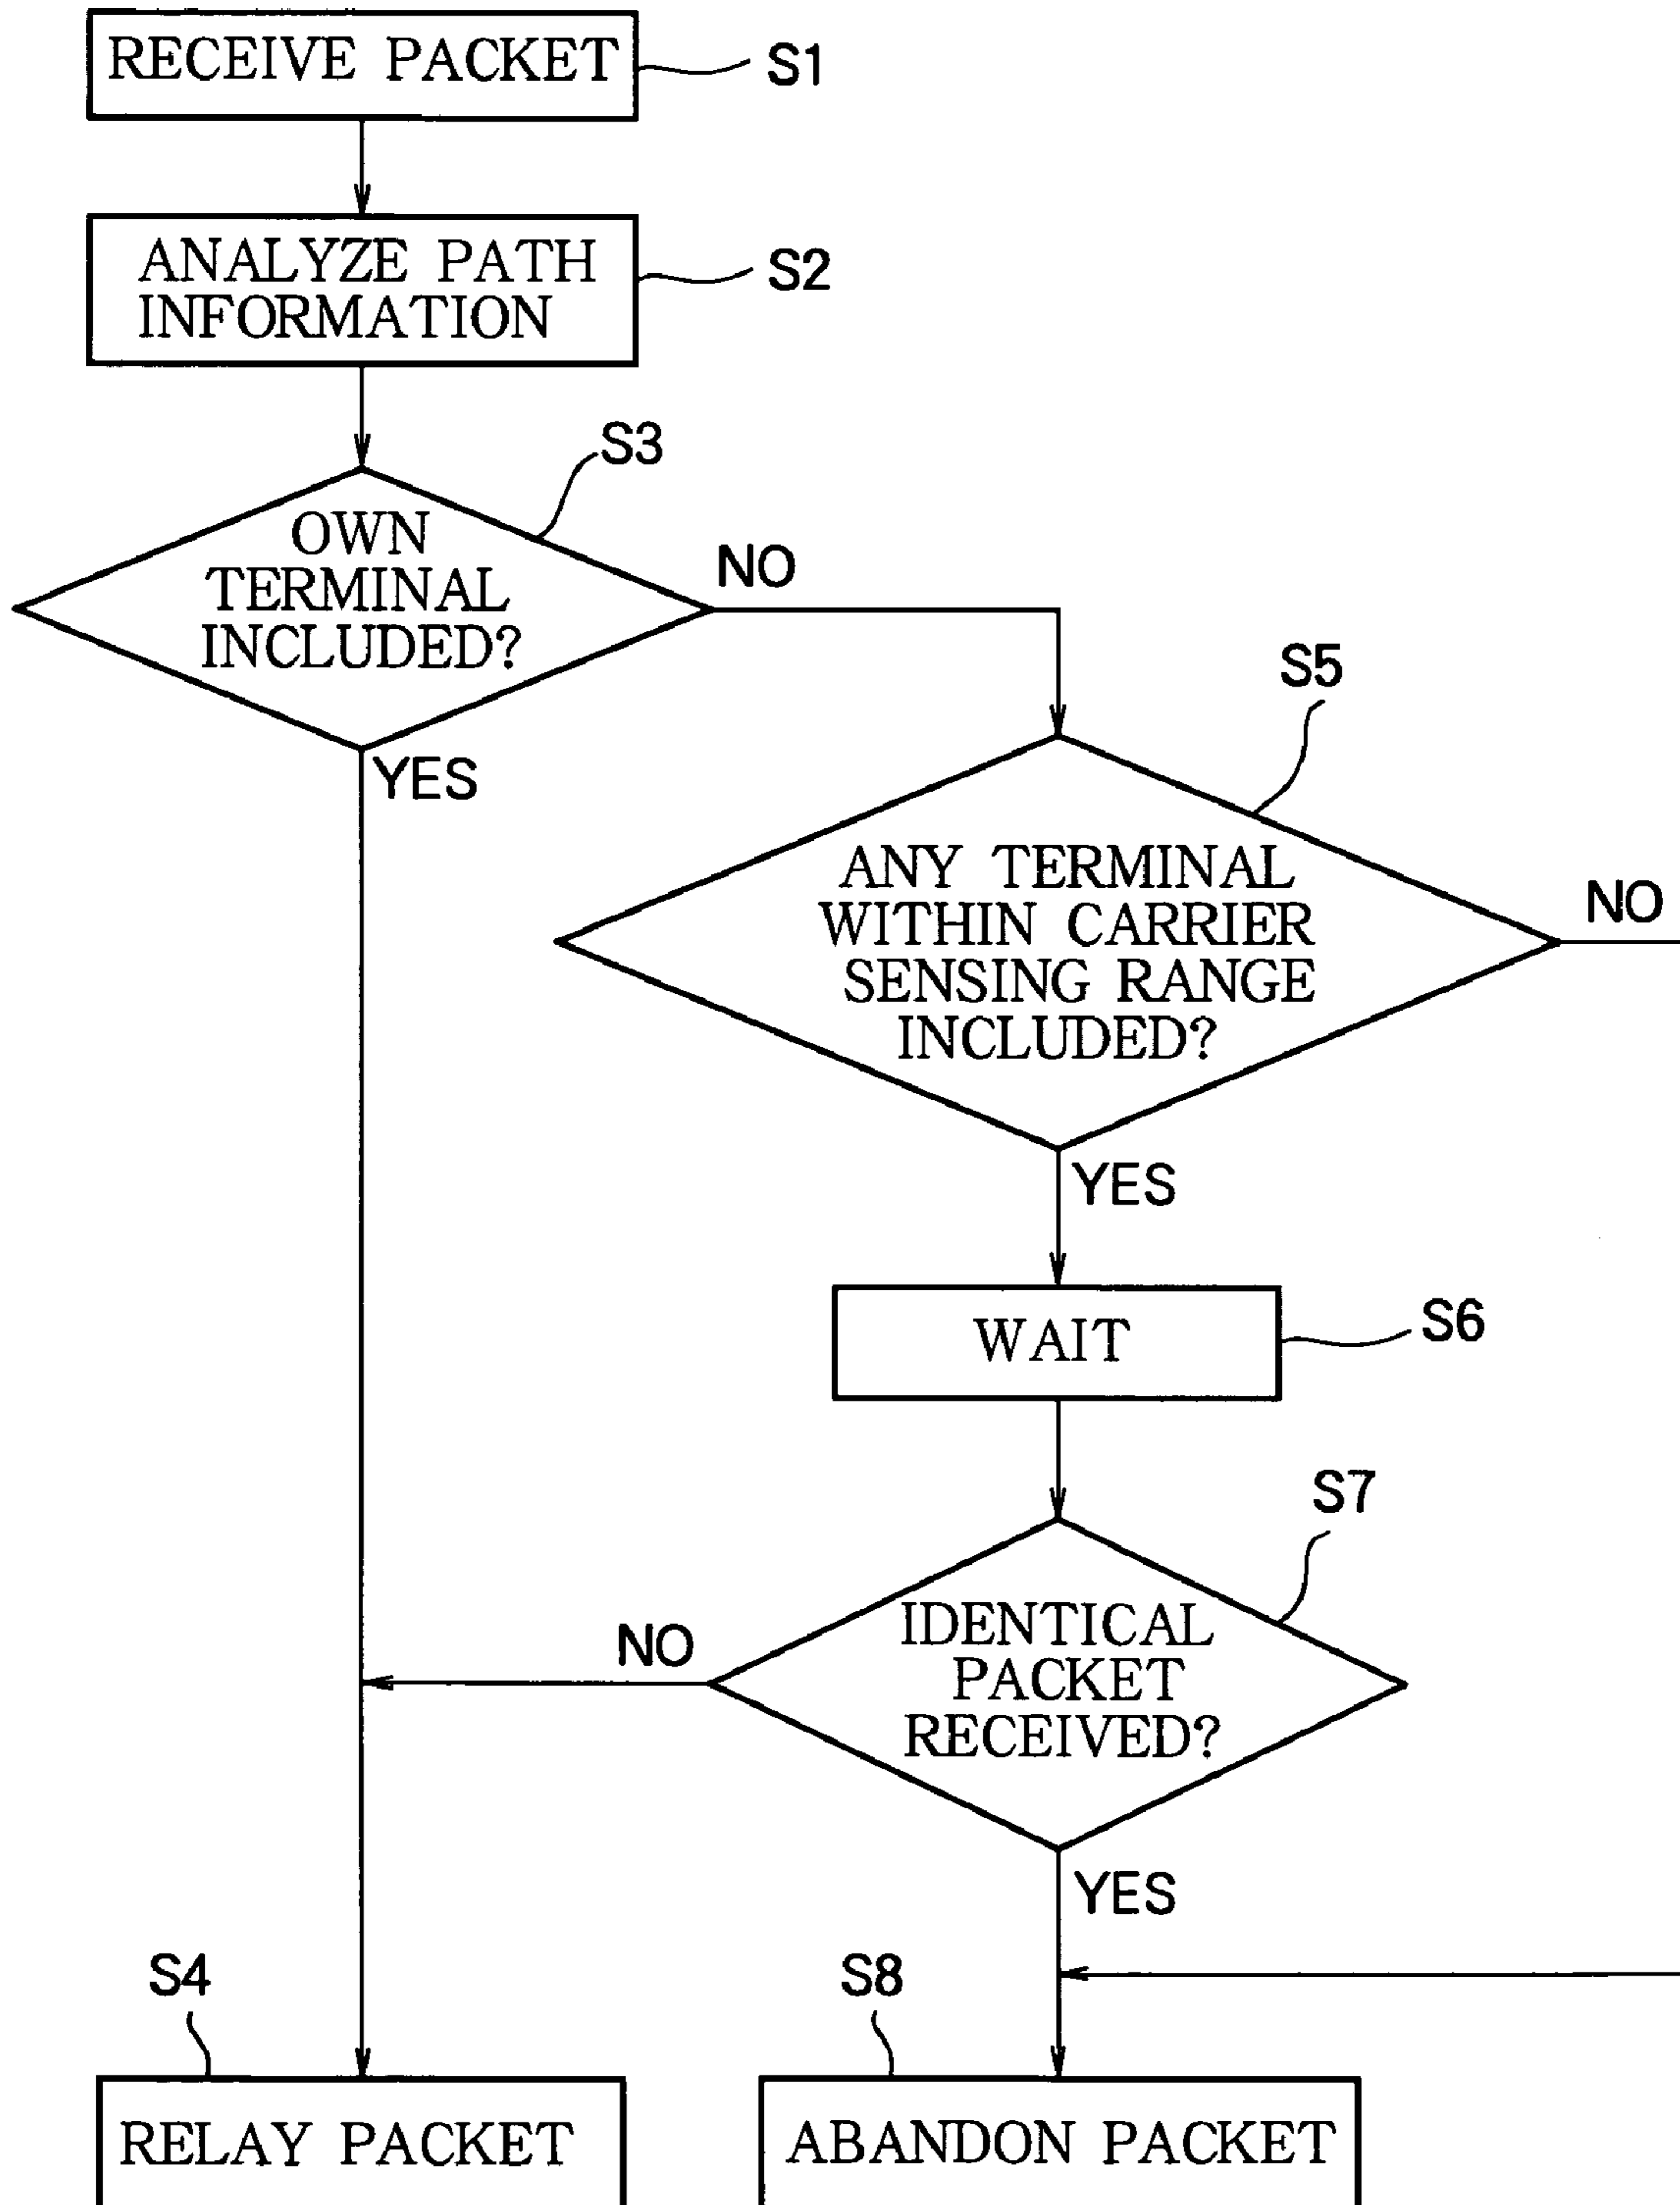 RECEIVE PACKET
S1
ANALYZE PATH
INFORMATION
S2
S3
OWN
TERMINAL
INCLUDED?
NO
YES
S5
ANY TERMINAL
WITHIN CARRIER
SENSING RANGE
INCLUDED?
NO
YES
WAIT
S6
S7
IDENTICAL
PACKET
RECEIVED?
NO
YES
S4
S8
RELAY PACKET
ABANDON PACKET